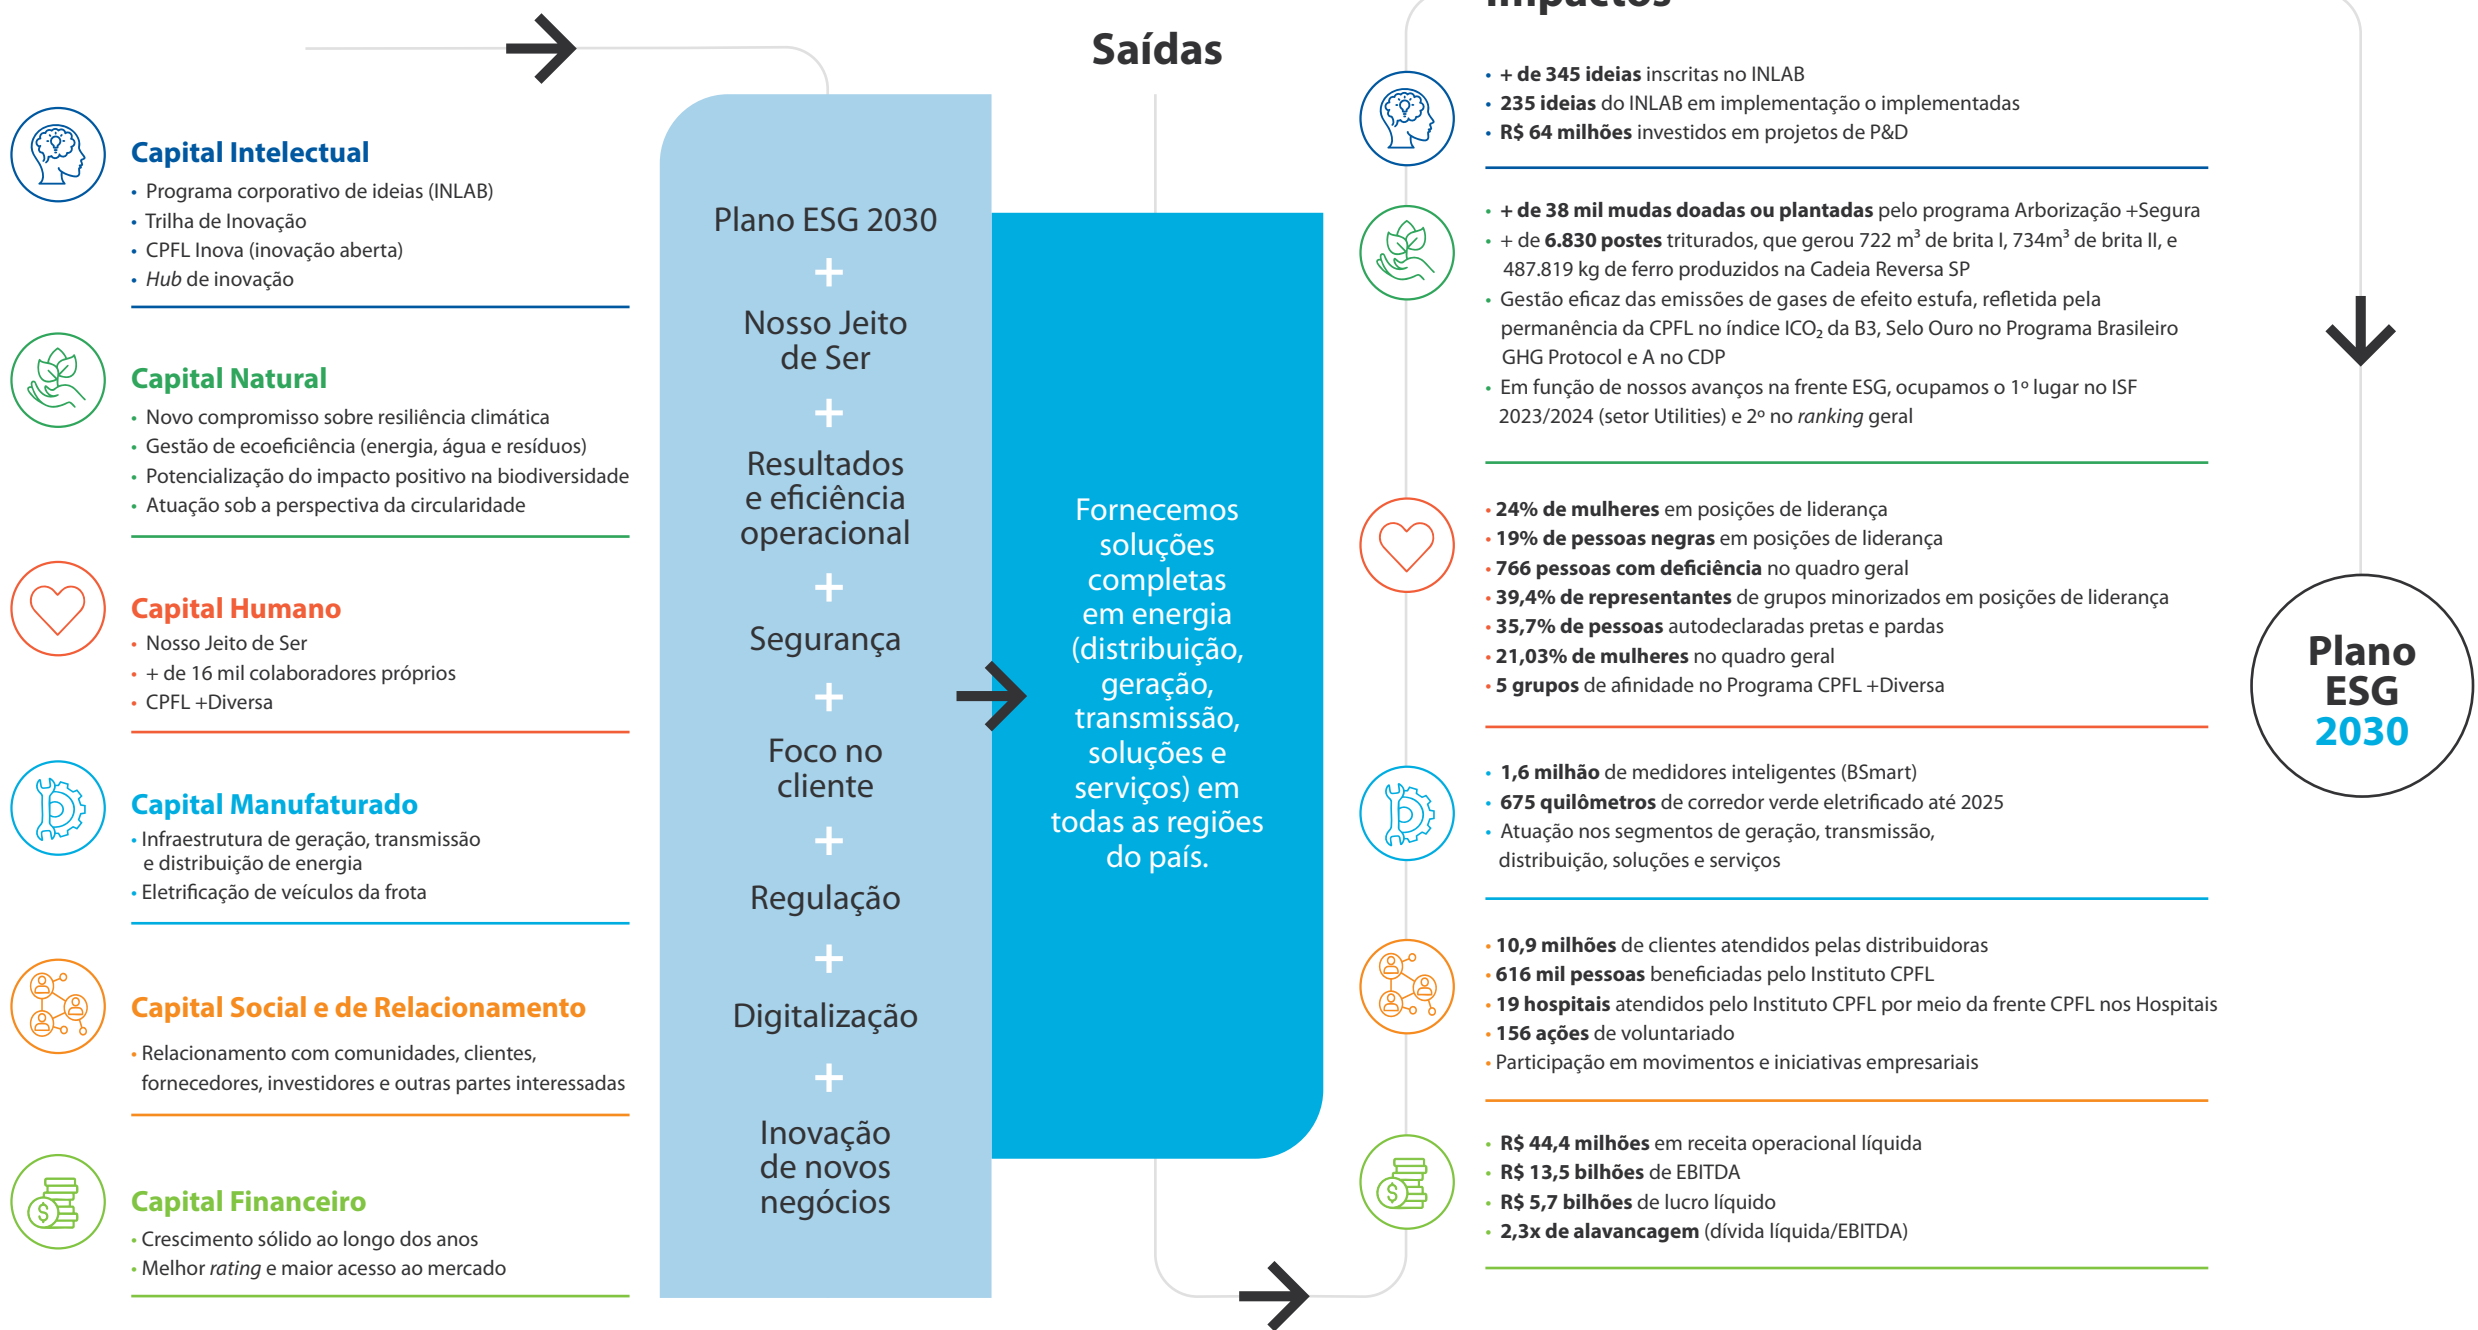 Capital Intelectual
• Programa corporativo de ideias (INLAB)
• Trilha de Inovação
• CPFL Inova (inovação aberta)
• Hub de inovação
Capital Natural
• Novo compromisso sobre resiliência climática
• Gestão de ecoeficiência (energia, água e resíduos)
• Potencialização do impacto positivo na biodiversidade
• Atuação sob a perspectiva da circularidade
Capital Humano
• Nosso Jeito de Ser
• + de 16 mil colaboradores próprios
• CPFL +Diversa
Capital Manufaturado
• Infraestrutura de geração, transmissão
e distribuição de energia
• Eletrificação de veículos da frota
Capital Social e de Relacionamento
• Relacionamento com comunidades, clientes,
fornecedores, investidores e outras partes interessadas
Capital Financeiro
• Crescimento sólido ao longo dos anos
• Melhor rating e maior acesso ao mercado
Plano ESG 2030
+
Nosso Jeito
de Ser
+
Resultados
e eficiência
operacional
+
Segurança
+
Foco no
cliente
+
Regulação
+
Digitalização
+
Inovação
de novos
negócios
Saídas
Fornecemos
soluções
completas
em energia
(distribuição,
geração,
transmissão,
soluções e
serviços) em
todas as regiões
do país.
Impactos
• + de 345 ideias inscritas no INLAB
• 235 ideias do INLAB em implementação o implementadas
• R$ 64 milhões investidos em projetos de P&D
• + de 38 mil mudas doadas ou plantadas pelo programa Arborização +Segura
• + de 6.830 postes triturados, que gerou 722 m³ de brita I, 734m³ de brita II, e
487.819 kg de ferro produzidos na Cadeia Reversa SP
• Gestão eficaz das emissões de gases de efeito estufa, refletida pela
permanência da CPFL no índice ICO₂ da B3, Selo Ouro no Programa Brasileiro
GHG Protocol e A no CDP
• Em função de nossos avanços na frente ESG, ocupamos o 1º lugar no ISF
2023/2024 (setor Utilities) e 2º no ranking geral
• 24% de mulheres em posições de liderança
• 19% de pessoas negras em posições de liderança
• 766 pessoas com deficiência no quadro geral
• 39,4% de representantes de grupos minorizados em posições de liderança
• 35,7% de pessoas autodeclaradas pretas e pardas
• 21,03% de mulheres no quadro geral
• 5 grupos de afinidade no Programa CPFL +Diversa
• 1,6 milhão de medidores inteligentes (BSmart)
• 675 quilômetros de corredor verde eletrificado até 2025
• Atuação nos segmentos de geração, transmissão,
distribuição, soluções e serviços
• 10,9 milhões de clientes atendidos pelas distribuidoras
• 616 mil pessoas beneficiadas pelo Instituto CPFL
• 19 hospitais atendidos pelo Instituto CPFL por meio da frente CPFL nos Hospitais
• 156 ações de voluntariado
• Participação em movimentos e iniciativas empresariais
• R$ 44,4 milhões em receita operacional líquida
• R$ 13,5 bilhões de EBITDA
• R$ 5,7 bilhões de lucro líquido
• 2,3x de alavancagem (dívida líquida/EBITDA)
Plano
ESG
2030